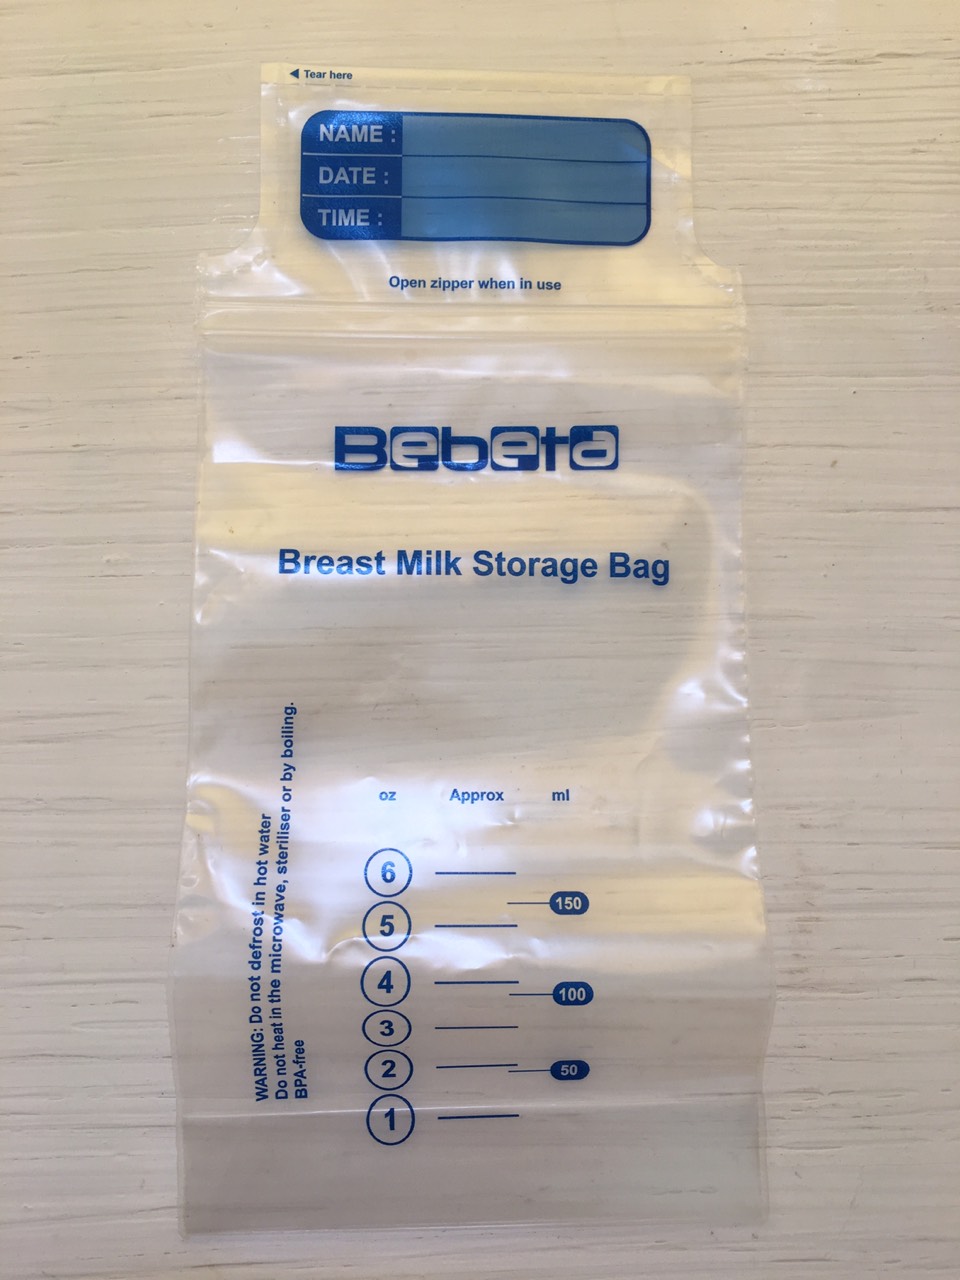 ◄ Tear here
NAME :
DATE :
TIME :
Open zipper when in use
Bebeta
Breast Milk Storage Bag
oz Approx ml
6
150
5
4
100
3
2
50
1
WARNING: Do not defrost in hot water
Do not heat in the microwave, steriliser or by boiling.
BPA-free